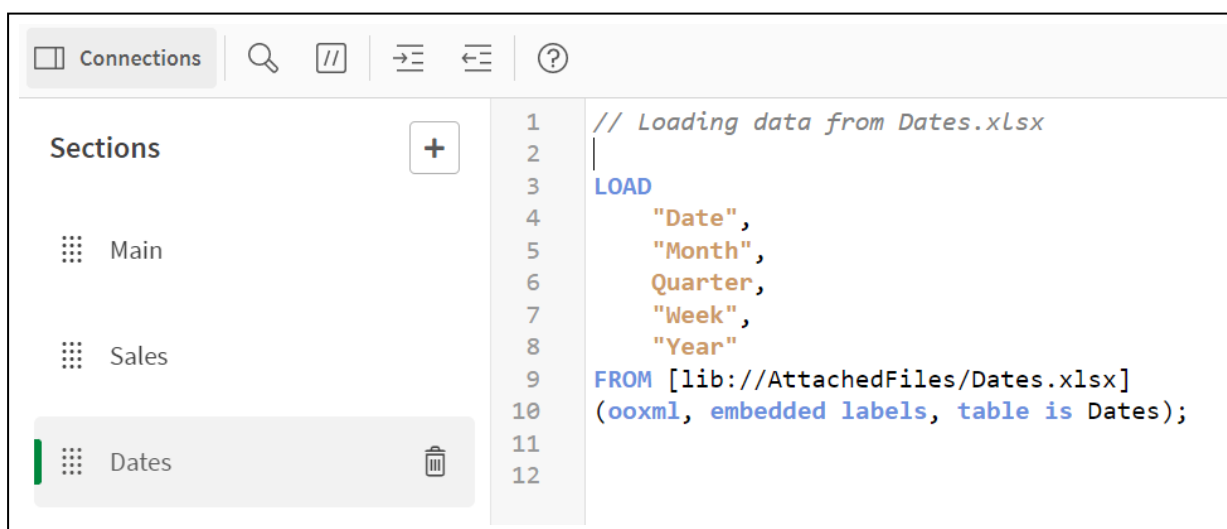 Connections
Sections
+
Main
Sales
Dates
1 // Loading data from Dates.xlsx
2
3 LOAD
4 "Date",
5 "Month",
6 Quarter,
7 "Week",
8 "Year"
9 FROM [lib://AttachedFiles/Dates.xlsx]
10 (ooxml, embedded labels, table is Dates);
11
12